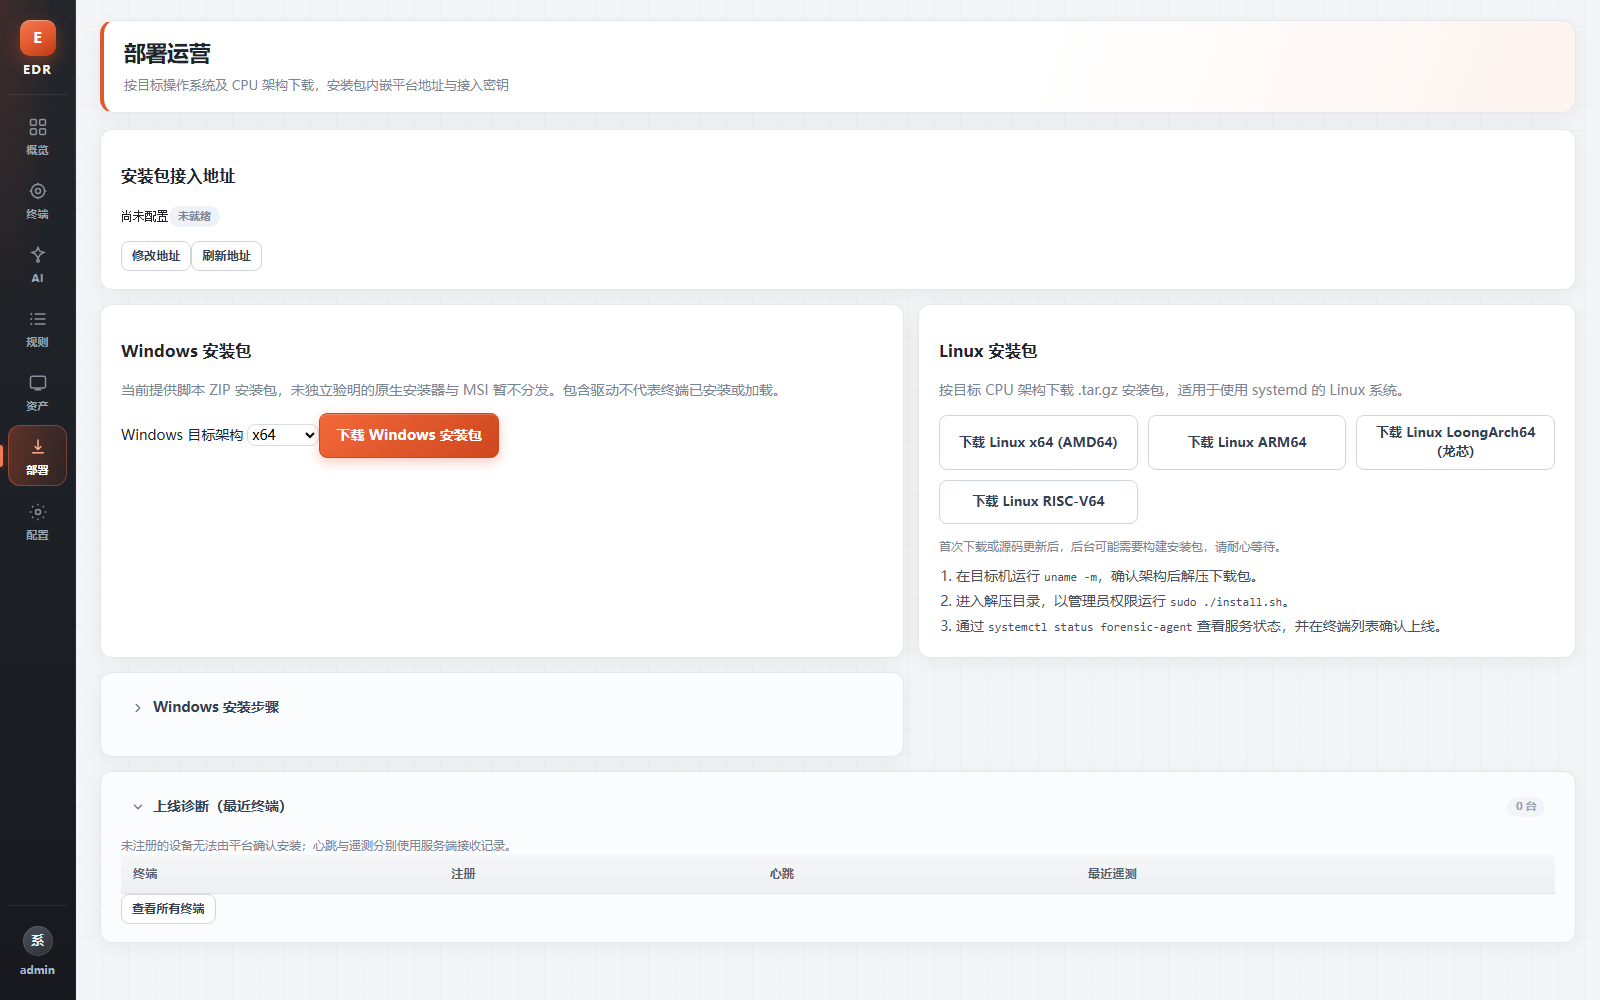 E
EDR
概览
终端
AI
规则
资产
部署
配置
系
admin
部署运营
按目标操作系统及 CPU 架构下载，安装包内嵌平台地址与接入密钥
安装包接入地址
尚未配置 未就绪
修改地址 刷新地址
Windows 安装包
当前提供脚本 ZIP 安装包，未独立验明的原生安装器与 MSI 暂不分发。包含驱动不代表终端已安装或加载。
Windows 目标架构 x64 下载 Windows 安装包
Linux 安装包
按目标 CPU 架构下载 .tar.gz 安装包，适用于使用 systemd 的 Linux 系统。
下载 Linux x64 (AMD64)
下载 Linux ARM64
下载 Linux LoongArch64
(龙芯)
下载 Linux RISC-V64
首次下载或源码更新后，后台可能需要构建安装包，请耐心等待。
1. 在目标机运行 uname -m，确认架构后解压下载包。
2. 进入解压目录，以管理员权限运行 sudo ./install.sh。
3. 通过 systemctl status forensic-agent 查看服务状态，并在终端列表确认上线。
Windows 安装步骤
上线诊断（最近终端） 0 台
未注册的设备无法由平台确认安装；心跳与遥测分别使用服务端接收记录。
终端 注册 心跳 最近遥测
查看所有终端